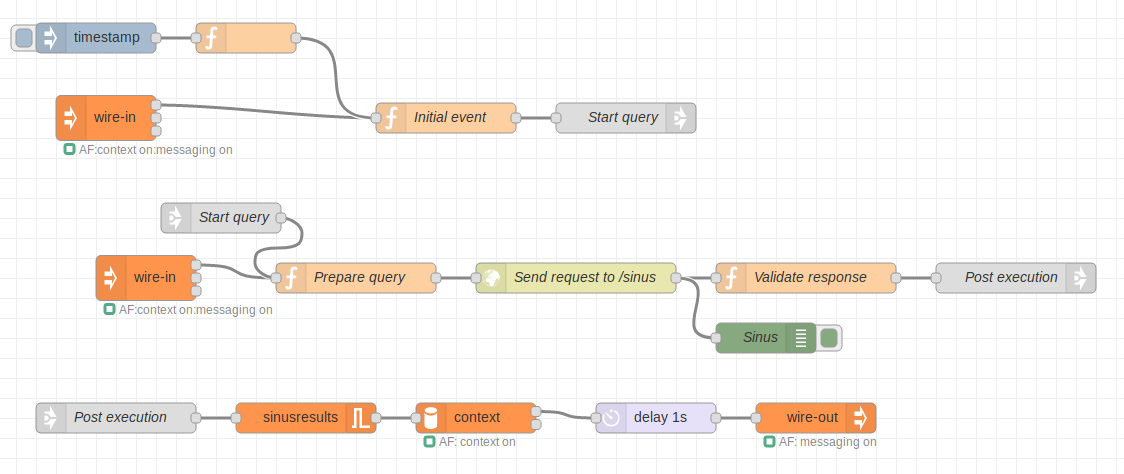 timestamp
wire-in
AF:context on:messaging on
Initial event
Start query
Start query
wire-in
AF:context on:messaging on
Prepare query
Send request to /sinus
Validate response
Post execution
Sinus
Post execution
sinusresults
context
AF: context on
delay 1s
wire-out
AF: messaging on